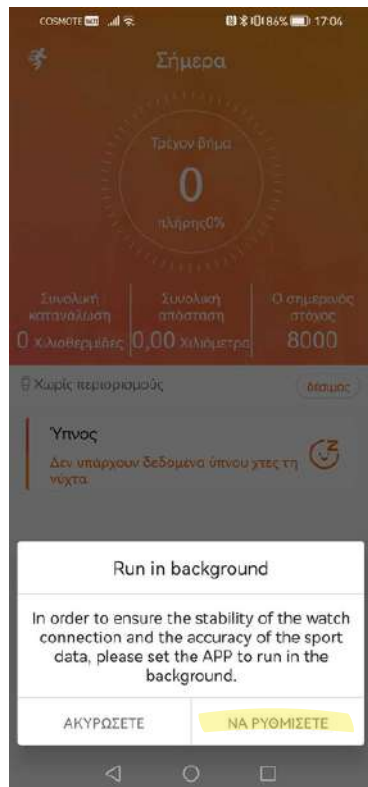 COSMOTE 86% 17:04
Σήμερα
Τρέχον βήμα
0
πλήρης0%
Συνολική κατανάλωση
0 Χιλιοθερμίδες
Συνολική απόσταση
0,00 Χιλιόμετρα
Ο σημερινός στόχος
8000
Χωρίς περιορισμούς
δέσιμος
Ύπνος
Δεν υπάρχουν δεδομένα ύπνου χτες τη
νύχτα
Run in background
In order to ensure the stability of the watch
connection and the accuracy of the sport
data, please set the APP to run in the
background.
ΑΚΥΡΩΣΕΤΕ
ΝΑ ΡΥΘΜΙΣΕΤΕ